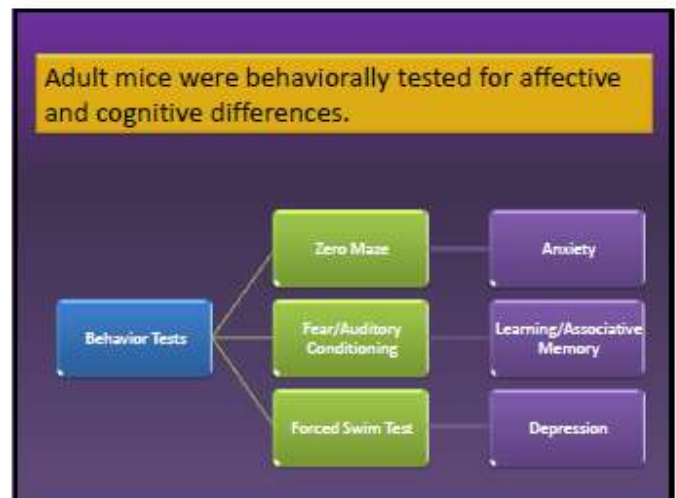 Adult mice were behaviorally tested for affective
and cognitive differences.
Zero Maze
Anxiety
Behavior Tests
Fear/Auditory
Conditioning
Learning/Associative
Memory
Forced Swim Test
Depression